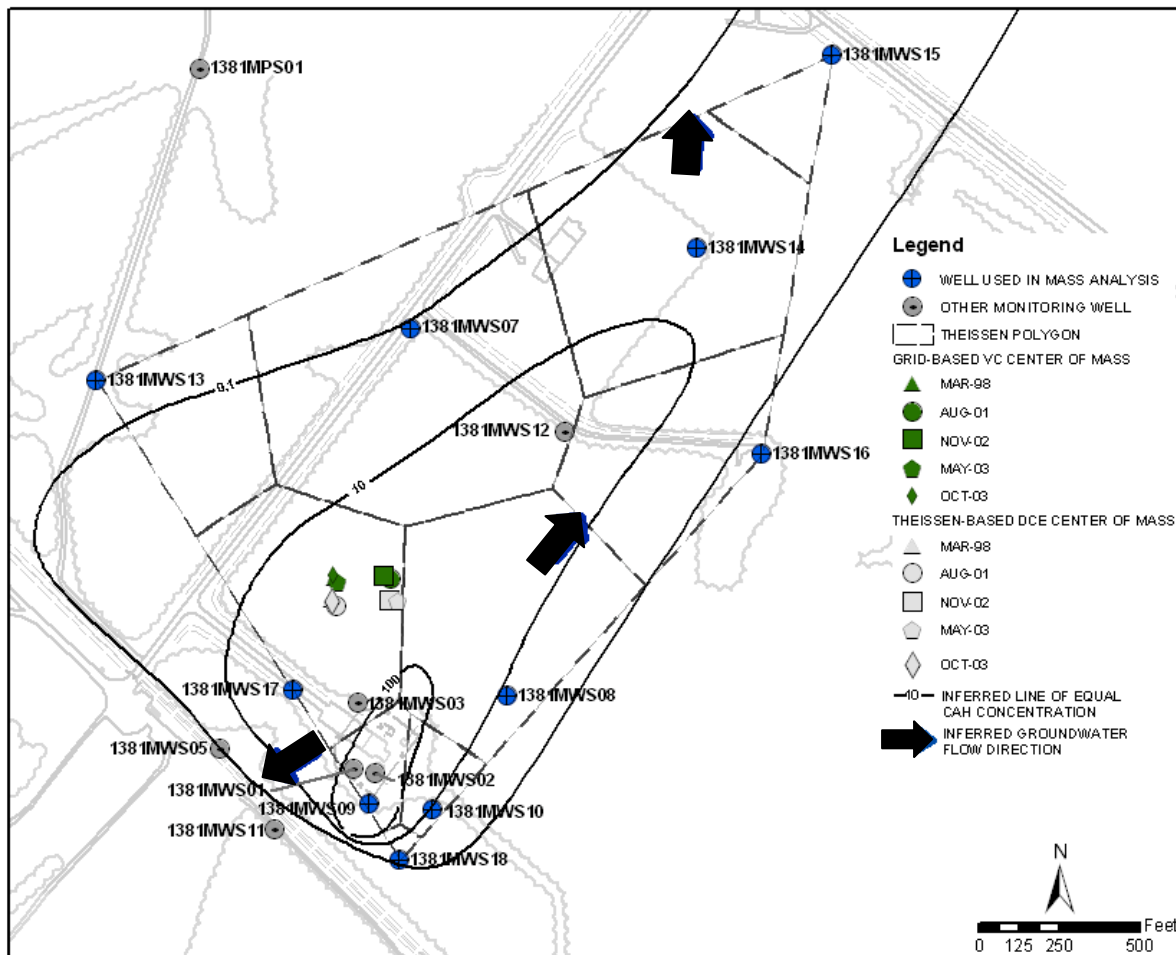 1381MPS01
1381MWS15
1381MWS14
1381MWS07
1381MWS13
0.1
1381MWS12
10
1381MWS16
100
1381MWS17
1381MWS03
1381MWS08
1381MWS05
1381MWS01
1381MWS02
1381MWS09
1381MWS10
1381MWS11
1381MWS18
Legend
WELL USED IN MASS ANALYSIS
OTHER MONITORING WELL
THEISSEN POLYGON
GRID-BASED VC CENTER OF MASS
MAR-98
AUG-01
NOV-02
MAY-03
OCT-03
THEISSEN-BASED DCE CENTER OF MASS
MAR-98
AUG-01
NOV-02
MAY-03
OCT-03
10 INFERRED LINE OF EQUAL
CAH CONCENTRATION
INFERRED GROUNDWATER
FLOW DIRECTION
N
Feet
0 125 250 500